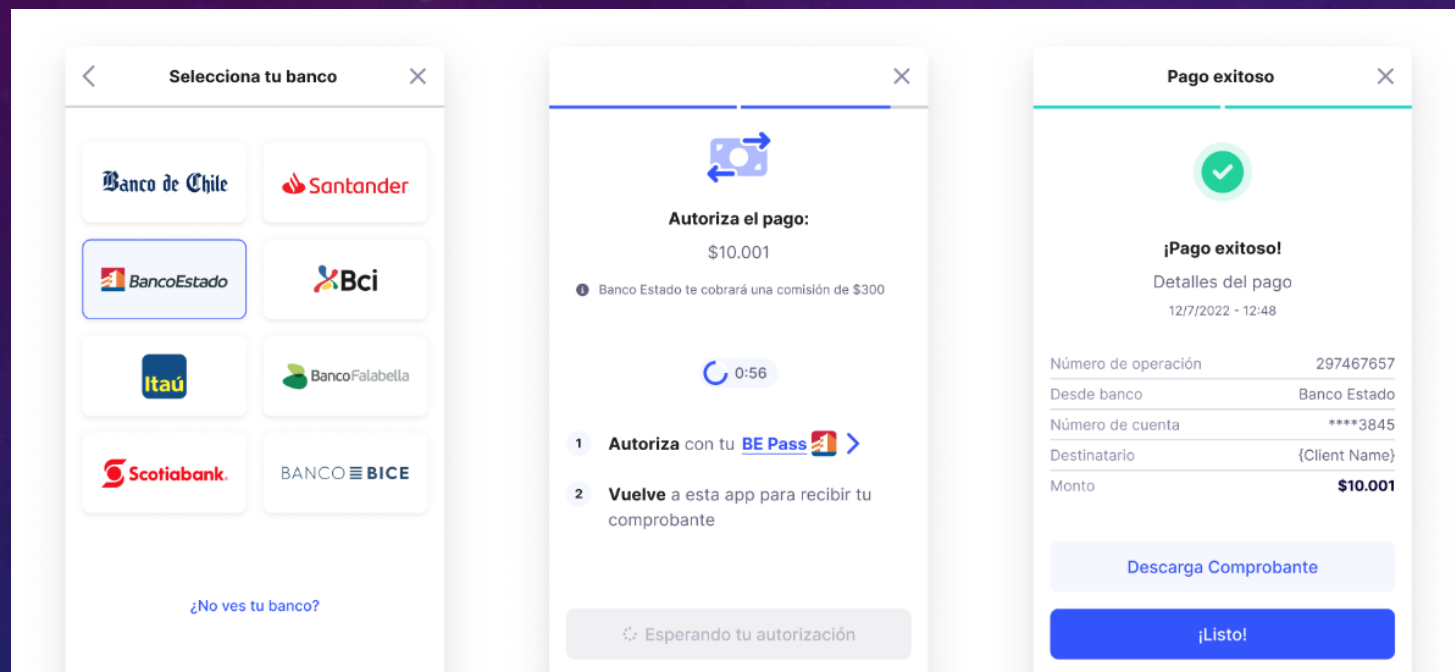 Selecciona tu banco
Banco de Chile
Santander
BancoEstado
Bci
Itaú
Banco Falabella
Scotiabank.
BANCO BICE
¿No ves tu banco?
Autoriza el pago:
$10.001
Banco Estado te cobrará una comisión de $300
0:56
1 Autoriza con tu BE Pass
2 Vuelve a esta app para recibir tu
comprobante
Esperando tu autorización
Pago exitoso
¡Pago exitoso!
Detalles del pago
12/7/2022 - 12:48
Número de operación 297467657
Desde banco Banco Estado
Número de cuenta ****3845
Destinatario {Client Name}
Monto $10.001
Descarga Comprobante
¡Listo!